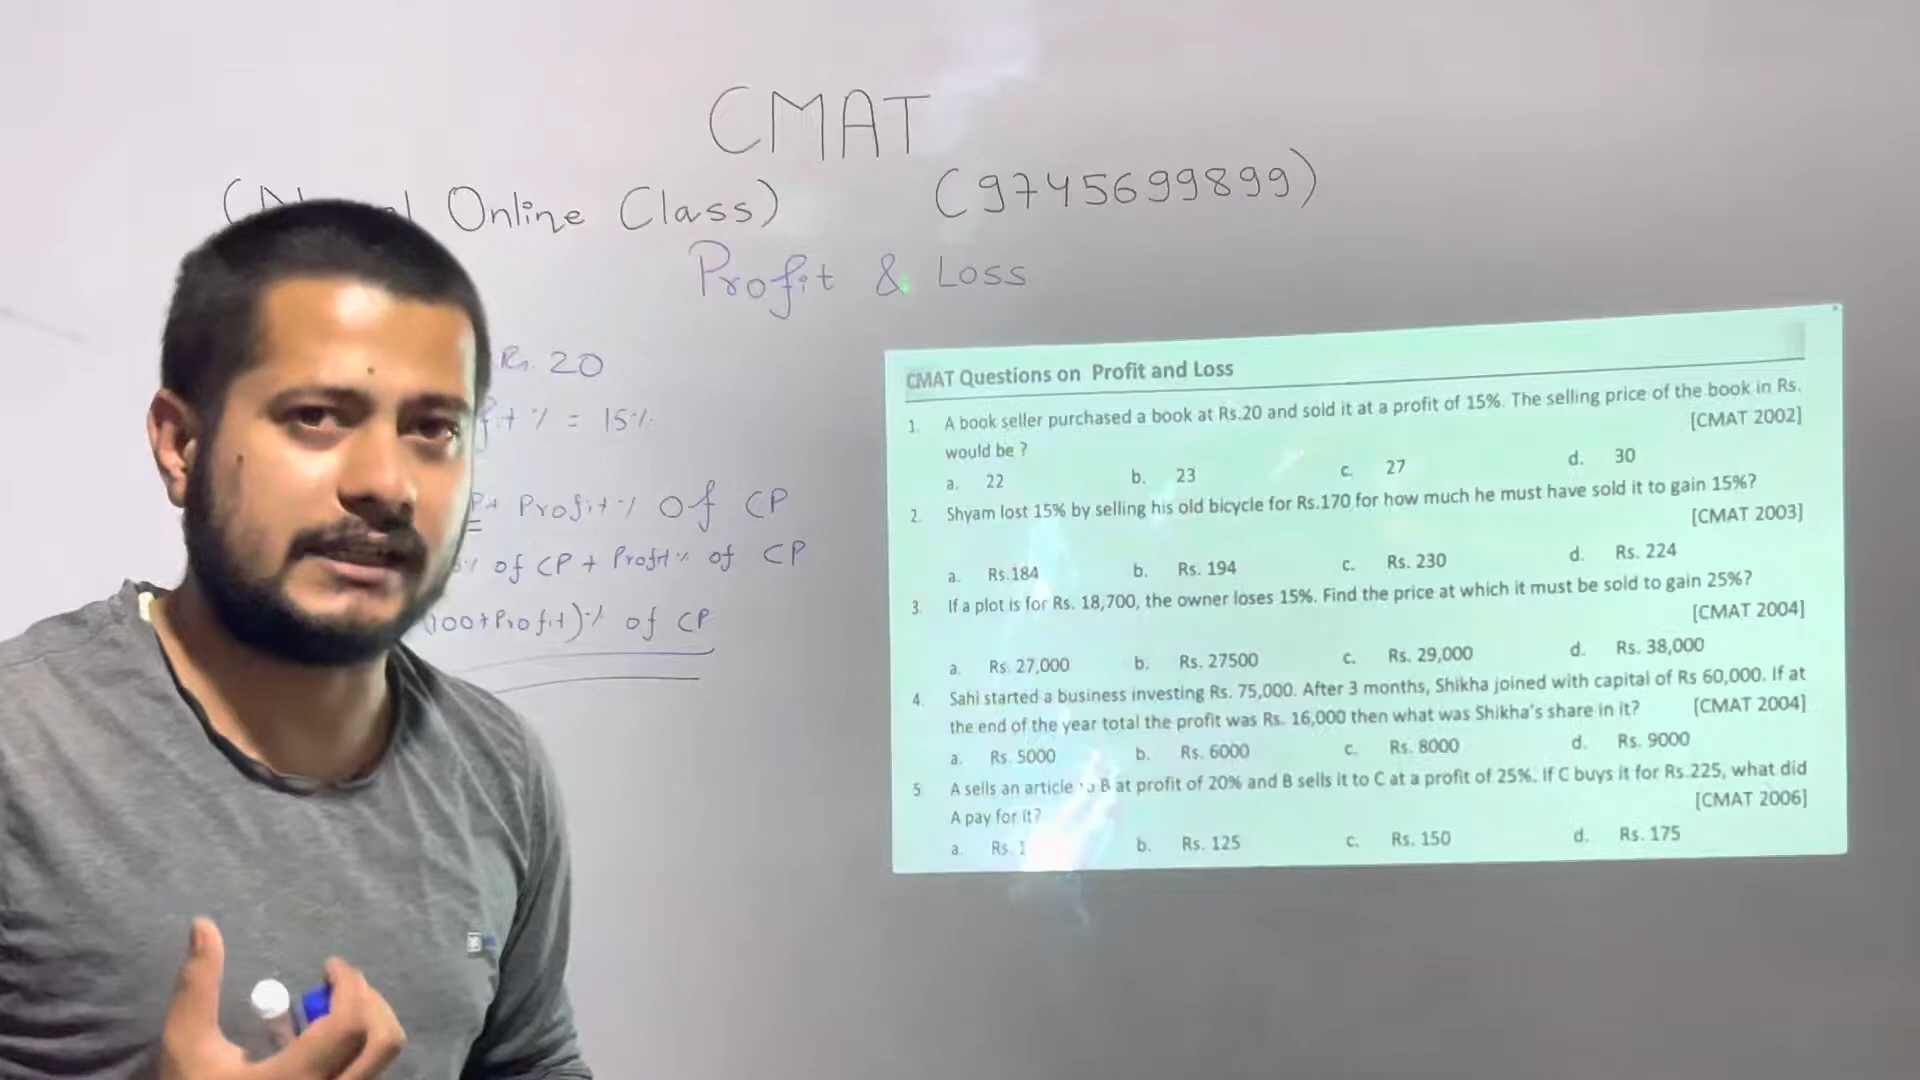 CMAT
Online Class) (9745699899)
Profit & Loss
Rs. 20
% = 15%
Profit % of CP
of CP + Profit % of CP
(100+Profit)% of CP
CMAT Questions on Profit and Loss
1. A book seller purchased a book at Rs.20 and sold it at a profit of 15%. The selling price of the book in Rs.
would be ? [CMAT 2002]
a. 22 b. 23 c. 27 d. 30
2. Shyam lost 15% by selling his old bicycle for Rs.170 for how much he must have sold it to gain 15%?
[CMAT 2003]
a. Rs.184 b. Rs. 194 c. Rs. 230 d. Rs. 224
3. If a plot is for Rs. 18,700, the owner loses 15%. Find the price at which it must be sold to gain 25%?
[CMAT 2004]
a. Rs. 27,000 b. Rs. 27500 c. Rs. 29,000 d. Rs. 38,000
4. Sahi started a business investing Rs. 75,000. After 3 months, Shikha joined with capital of Rs 60,000. If at
the end of the year total the profit was Rs. 16,000 then what was Shikha's share in it? [CMAT 2004]
a. Rs. 5000 b. Rs. 6000 c. Rs. 8000 d. Rs. 9000
5 A sells an article B at profit of 20% and B sells it to C at a profit of 25%. If C buys it for Rs.225, what did
A pay for it? [CMAT 2006]
a. Rs. b. Rs. 125 c. Rs. 150 d. Rs. 175